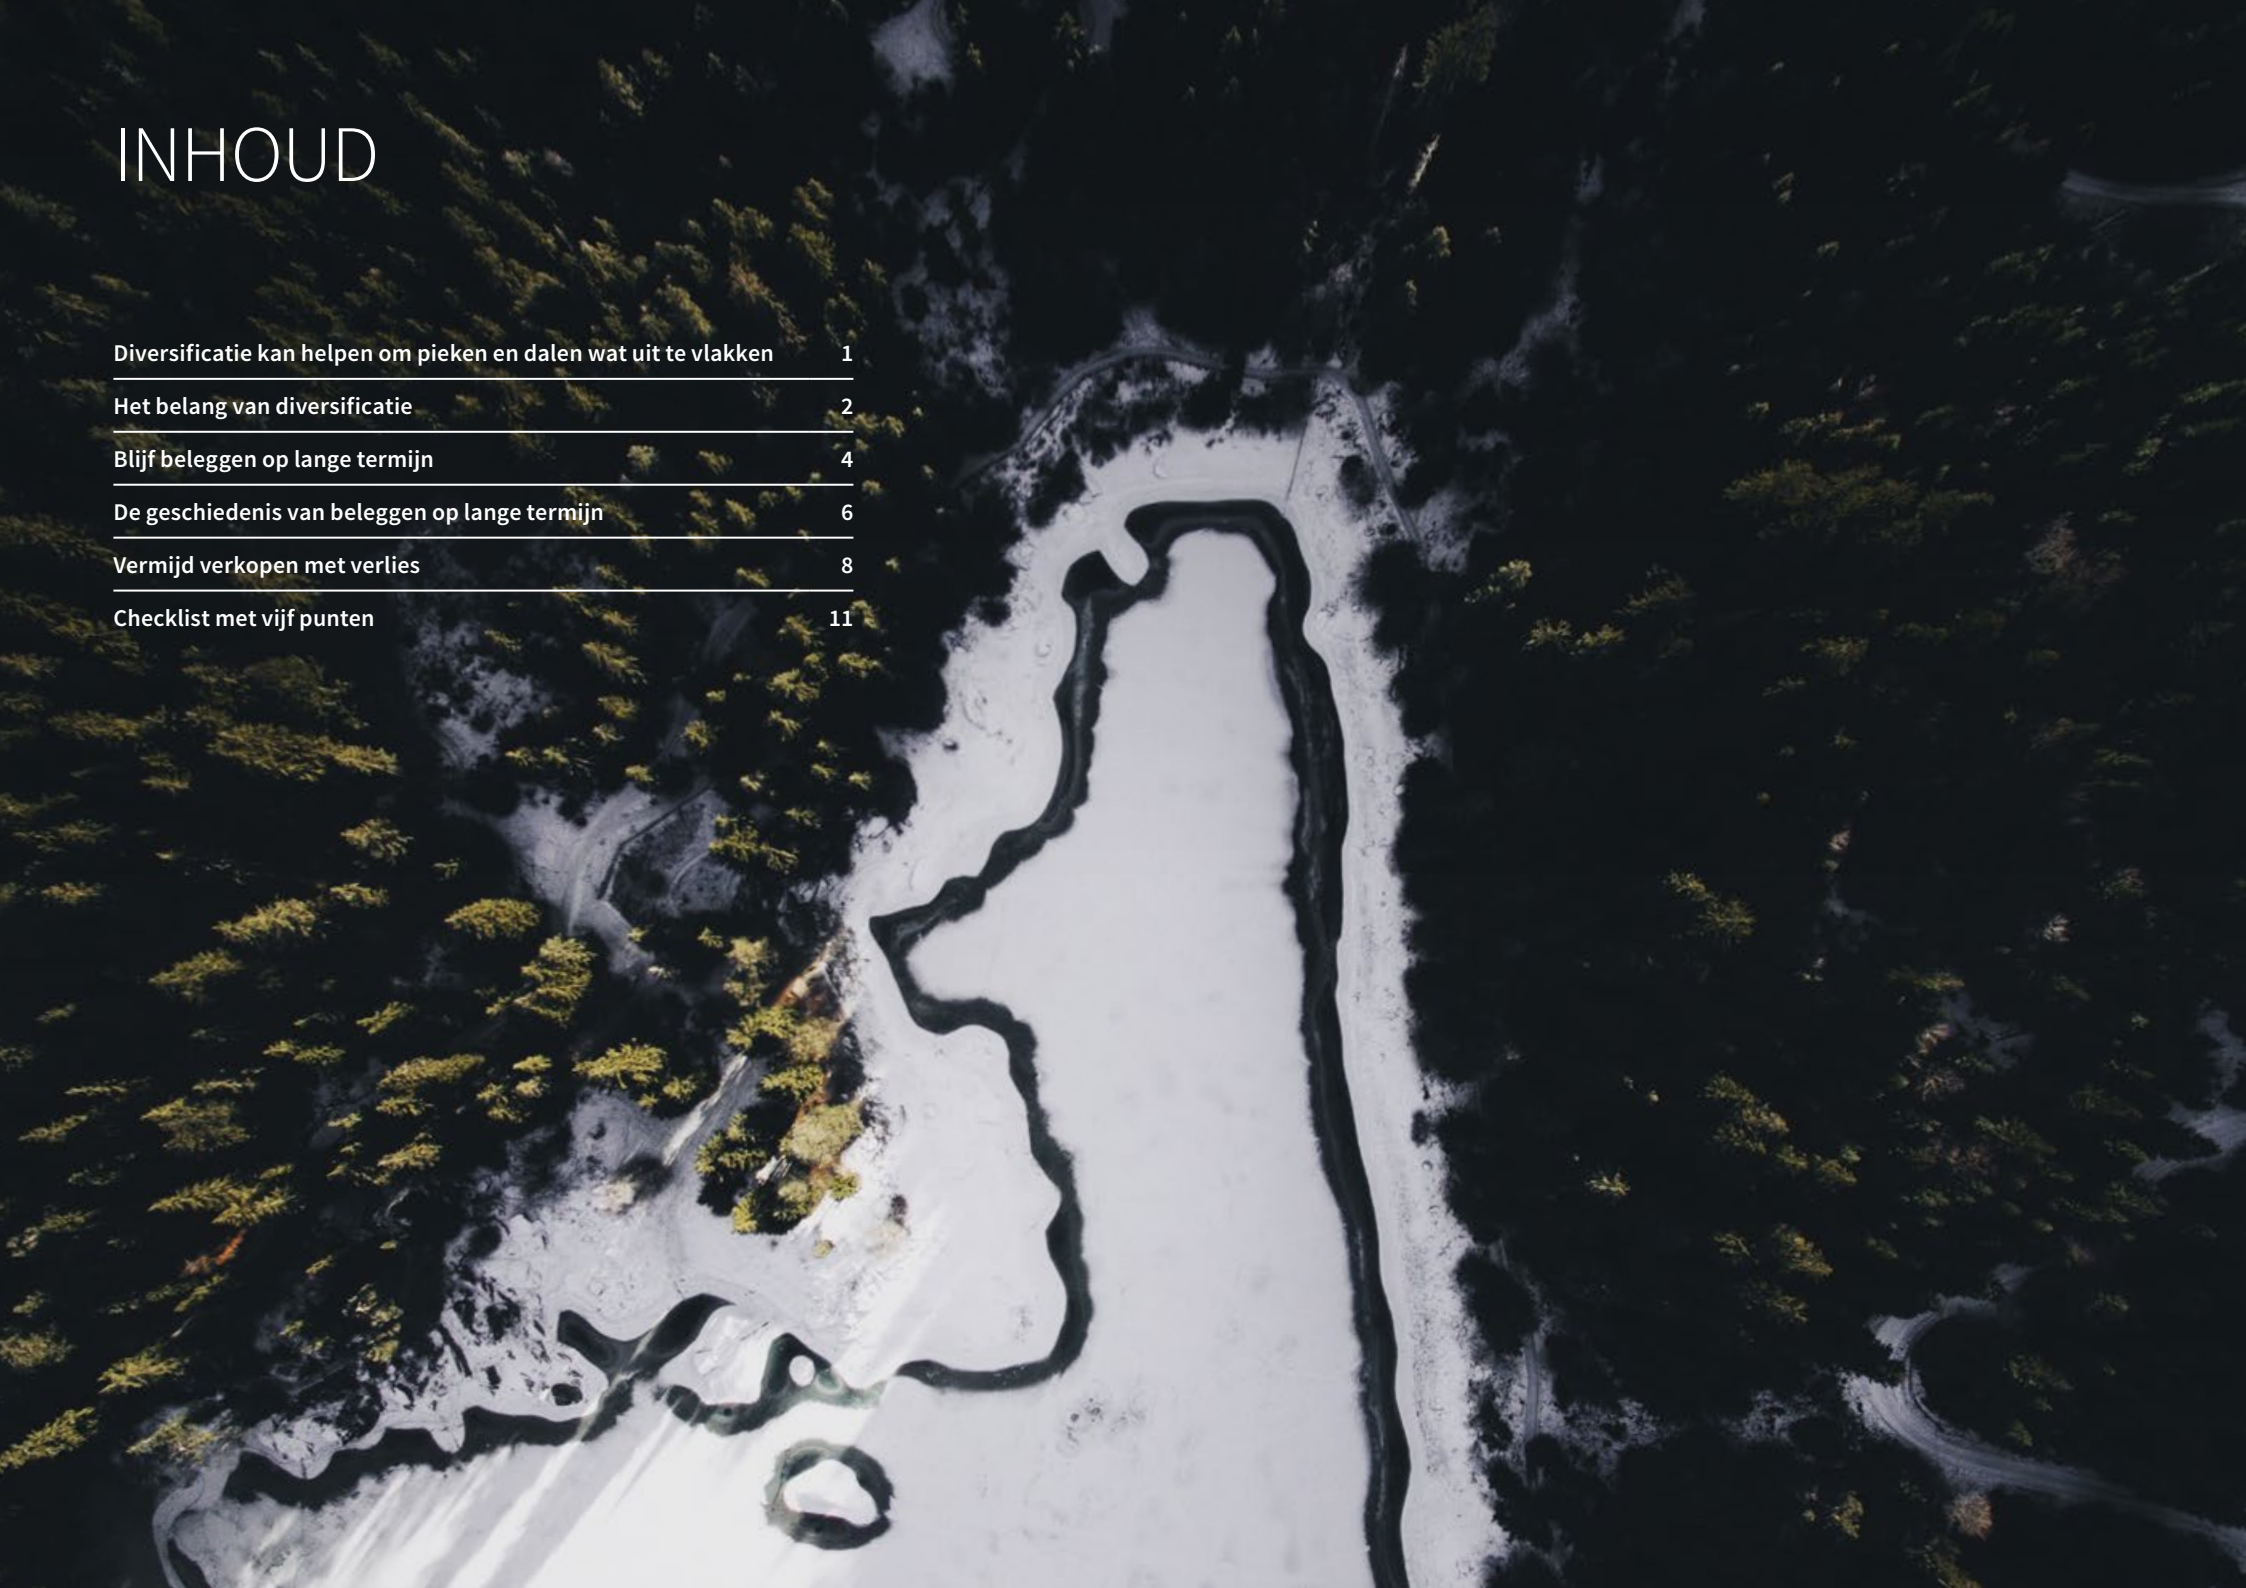 INHOUD
Diversificatie kan helpen om pieken en dalen wat uit te vlakken 1
Het belang van diversificatie 2
Blijf beleggen op lange termijn 4
De geschiedenis van beleggen op lange termijn 6
Vermijd verkopen met verlies 8
Checklist met vijf punten 11